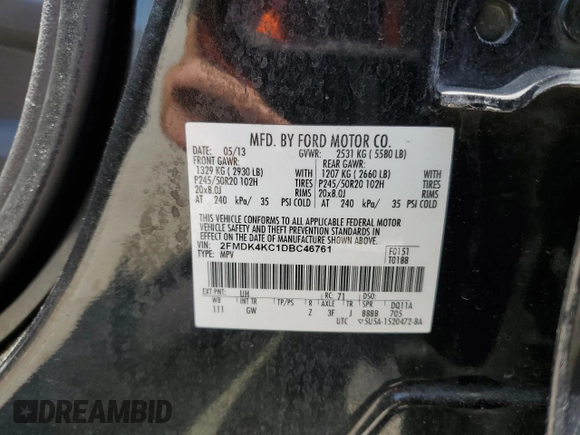 MFD. BY FORD MOTOR CO.
DATE: 05/13 GVWR: 2531 KG ( 5580 LB)
FRONT GAWR: REAR GAWR:
1329 KG ( 2930 LB) WITH 1207 KG ( 2660 LB) WITH
P245/50R20 102H TIRES P245/50R20 102H TIRES
20x8.0J RIMS 20x8.0J RIMS
AT 240 kPa/ 35 PSI COLD AT 240 kPa/ 35 PSI COLD
THIS VEHICLE CONFORMS TO ALL APPLICABLE FEDERAL MOTOR
VEHICLE SAFETY AND THEFT PREVENTION STANDARDS IN
EFFECT ON THE DATE OF MANUFACTURE SHOWN ABOVE.
VIN: 2FMDK4KC1DBC46761 F0151
TYPE: MPV T0188
EXT PNT: UH RC: 71 DSO:
WB INT TR TP/PS R AXLE TR SPR DQ11A
111 GW Z 3F J BBBB 705
UTC ▽5U5A-1520472-BA
DREAMBID